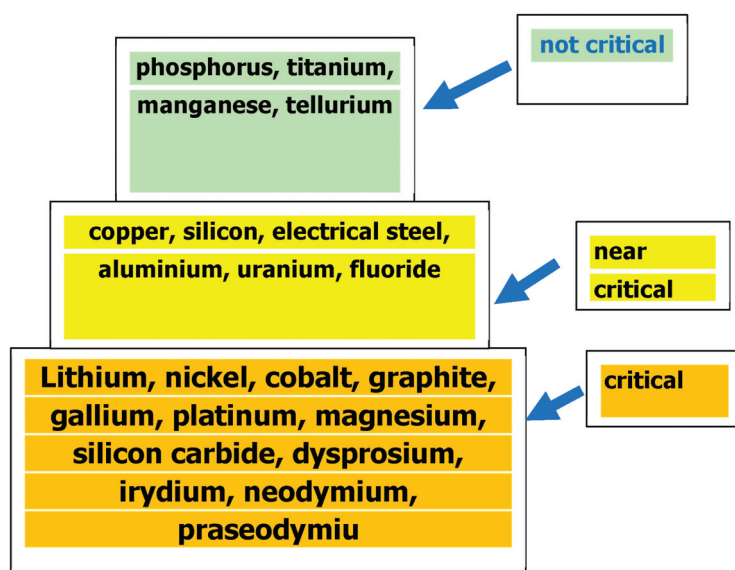 not critical
phosphorus, titanium,
manganese, tellurium
copper, silicon, electrical steel,
aluminium, uranium, fluoride
near
critical
Lithium, nickel, cobalt, graphite,
gallium, platinum, magnesium,
silicon carbide, dysprosium,
irydium, neodymium,
praseodymiu
critical